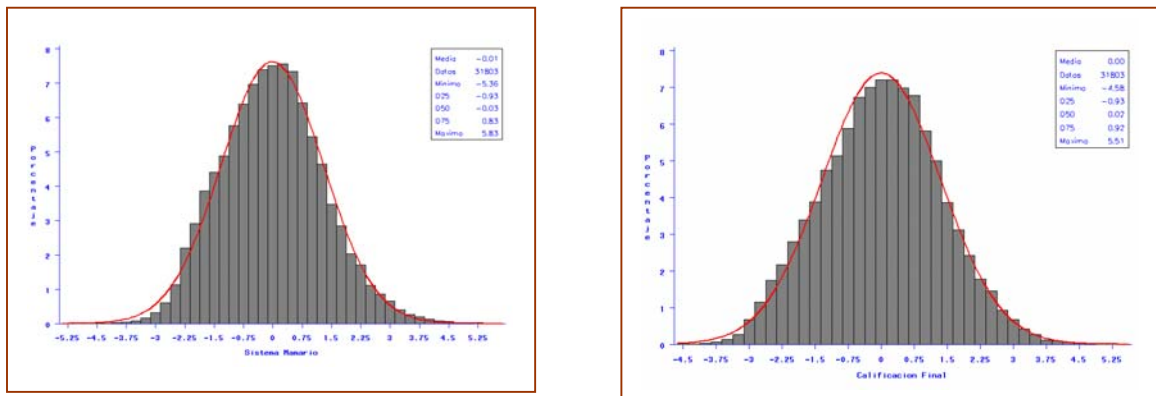 8
7
6
5
4
3
2
1
0
Porcentaje
Media -0.01
Datos 31803
Minimo -5.36
Q25 -0.93
Q50 -0.03
Q75 0.83
Maximo 5.83
-5.25 -4.5 -3.75 -3 -2.25 -1.5 -0.75 0 0.75 1.5 2.25 3 3.75 4.5 5.25
Sistema Mamario
8
7
6
5
4
3
2
1
0
Porcentaje
Media 0.00
Datos 31803
Minimo -4.58
Q25 -0.93
Q50 0.02
Q75 0.92
Maximo 5.51
-4.5 -3.75 -3 -2.25 -1.5 -0.75 0 0.75 1.5 2.25 3 3.75 4.5 5.25
Calificacion Final